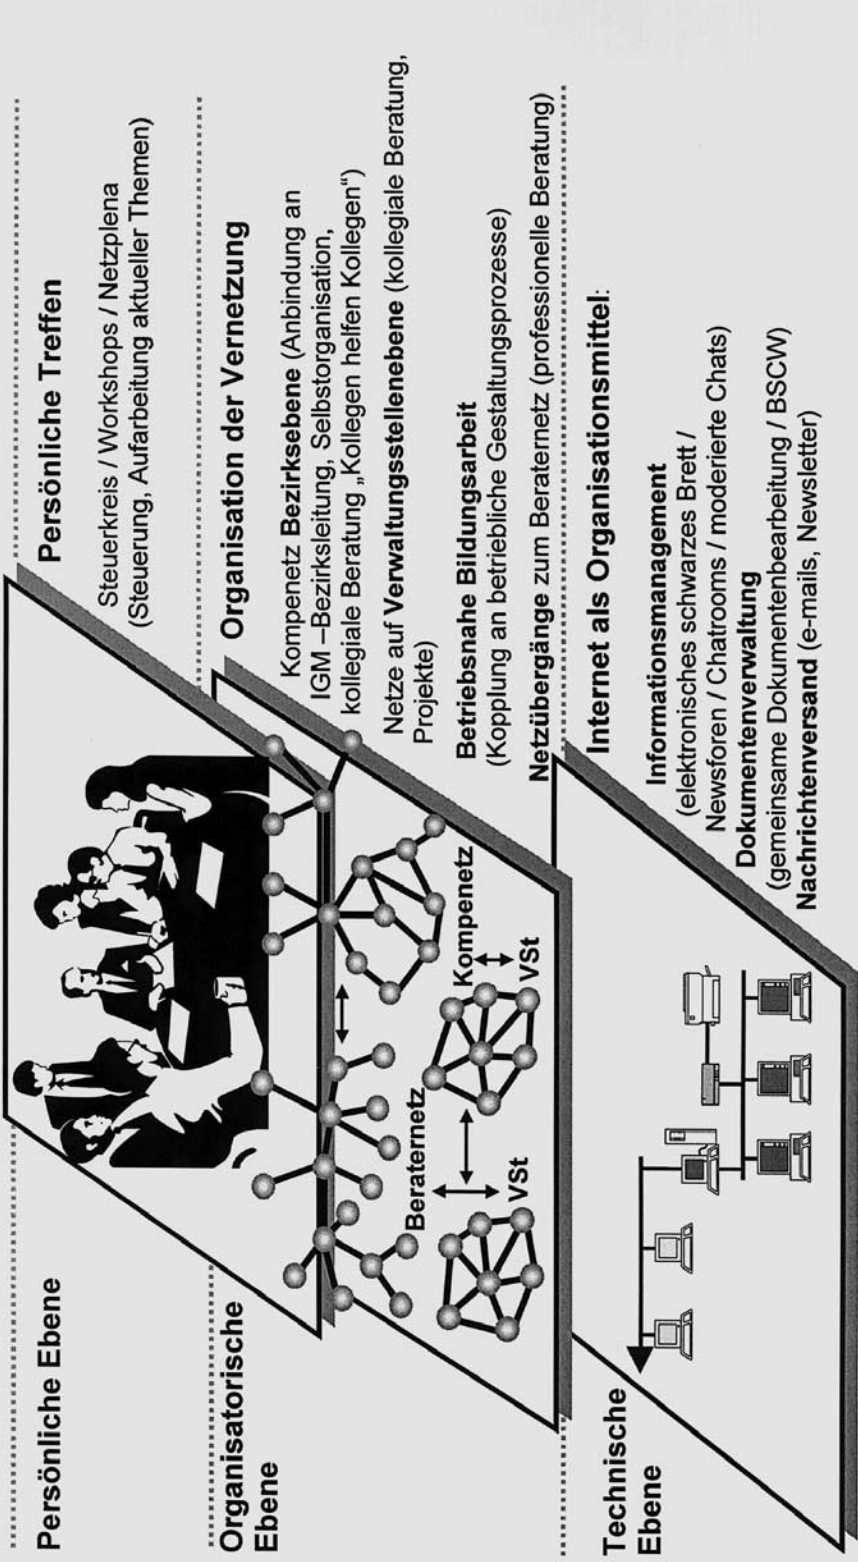 Persönliche Ebene
Persönliche Treffen
Steuerkreis / Workshops / Netzplena
(Steuerung, Aufarbeitung aktueller Themen)
Organisatorische
Ebene
Organisation der Vernetzung
Kompenetz Bezirksebene (Anbindung an
IGM –Bezirksleitung, Selbstorganisation,
kollegiale Beratung „Kollegen helfen Kollegen“)
Netze auf Verwaltungsstellenebene (kollegiale Beratung,
Projekte)
Betriebsnahe Bildungsarbeit
(Kopplung an betriebliche Gestaltungsprozesse)
Netzübergänge zum Beraternetz (professionelle Beratung)
Beraternetz
VSt
Kompenetz
VSt
Technische
Ebene
Internet als Organisationsmittel:
Informationsmanagement
(elektronisches schwarzes Brett /
Newsforen / Chatrooms / moderierte Chats)
Dokumentenverwaltung
(gemeinsame Dokumentenbearbeitung / BSCW)
Nachrichtenversand (e-mails, Newsletter)